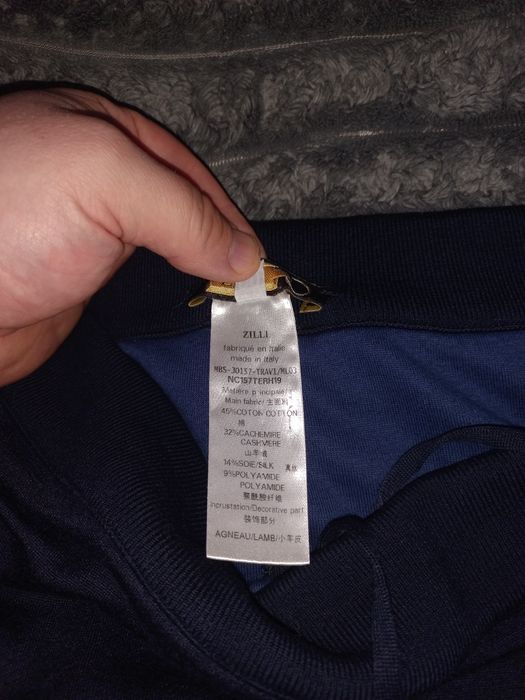 ZILLI
fabriqué en Italie
made in Italy
MBS-30137-TRAV1/ML03
NC157TERH19
Matière principale/
Main fabric/ 主面料
45%COTON COTTON
棉
32%CACHEMIRE
CASHMERE
山羊绒
14%SOIE/SILK 真丝
9%POLYAMIDE
POLYAMIDE
聚酰胺纤维
incrustation/Decorative part
装饰部分
AGNEAU/LAMB/小羊皮